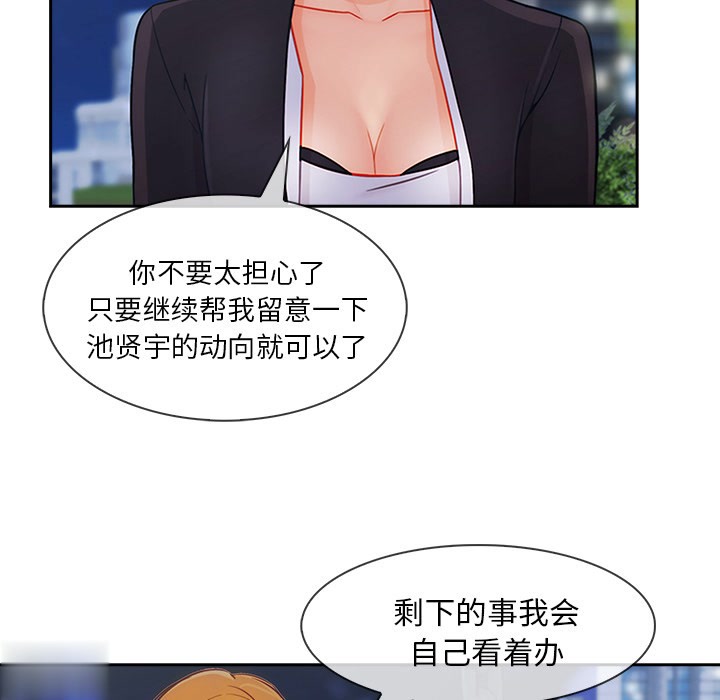 你不要太担心了
只要继续帮我留意一下
池贤宇的动向就可以了
剩下的事我会
自己看着办